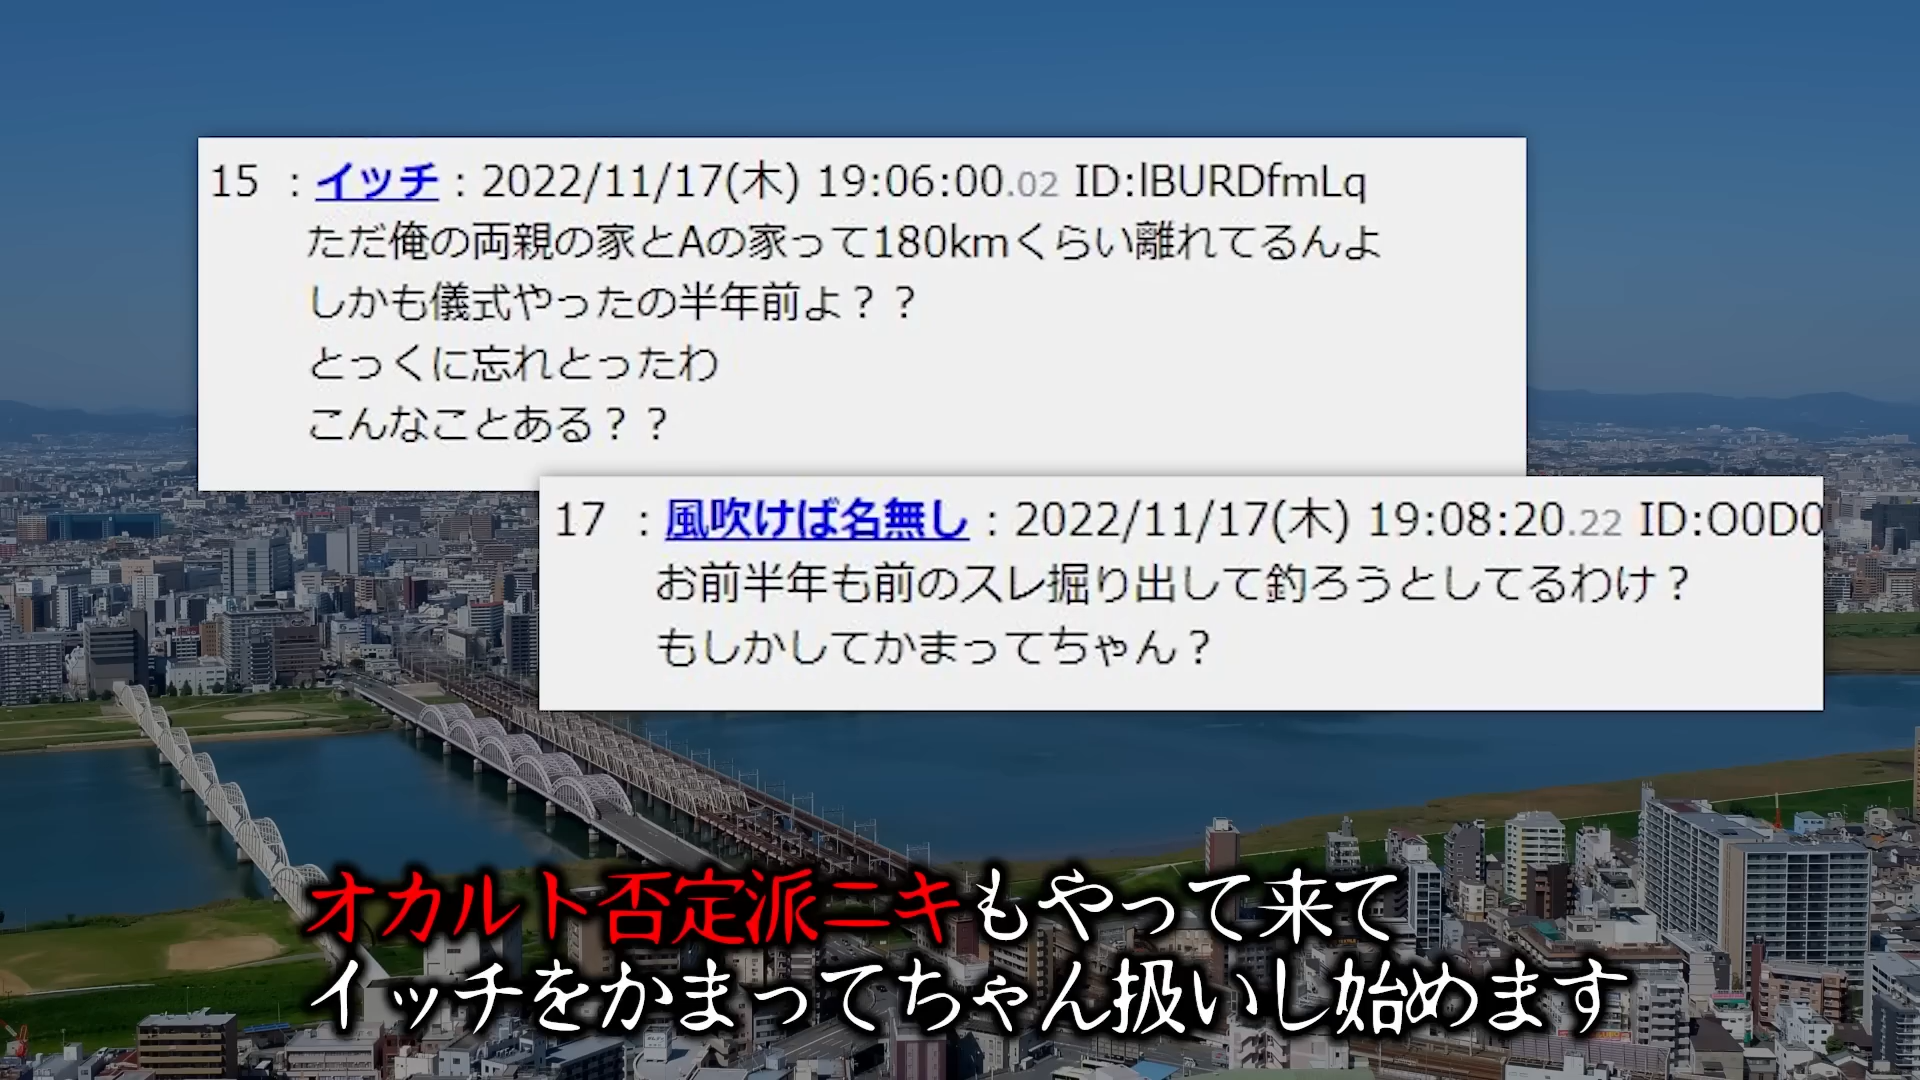 15 ：イッチ：2022/11/17(木) 19:06:00.02 ID:lBURDfmLq
ただ俺の両親の家とAの家って180kmくらい離れてるんよ
しかも儀式やったの半年前よ？？
とっくに忘れとったわ
こんなことある？？
17 ：風吹けば名無し：2022/11/17(木) 19:08:20.22 ID:O0D0
お前半年も前のスレ掘り出して釣ろうとしてるわけ？
もしかしてかまってちゃん？
オカルト否定派ニキもやって来て
イッチをかまってちゃん扱いし始めます